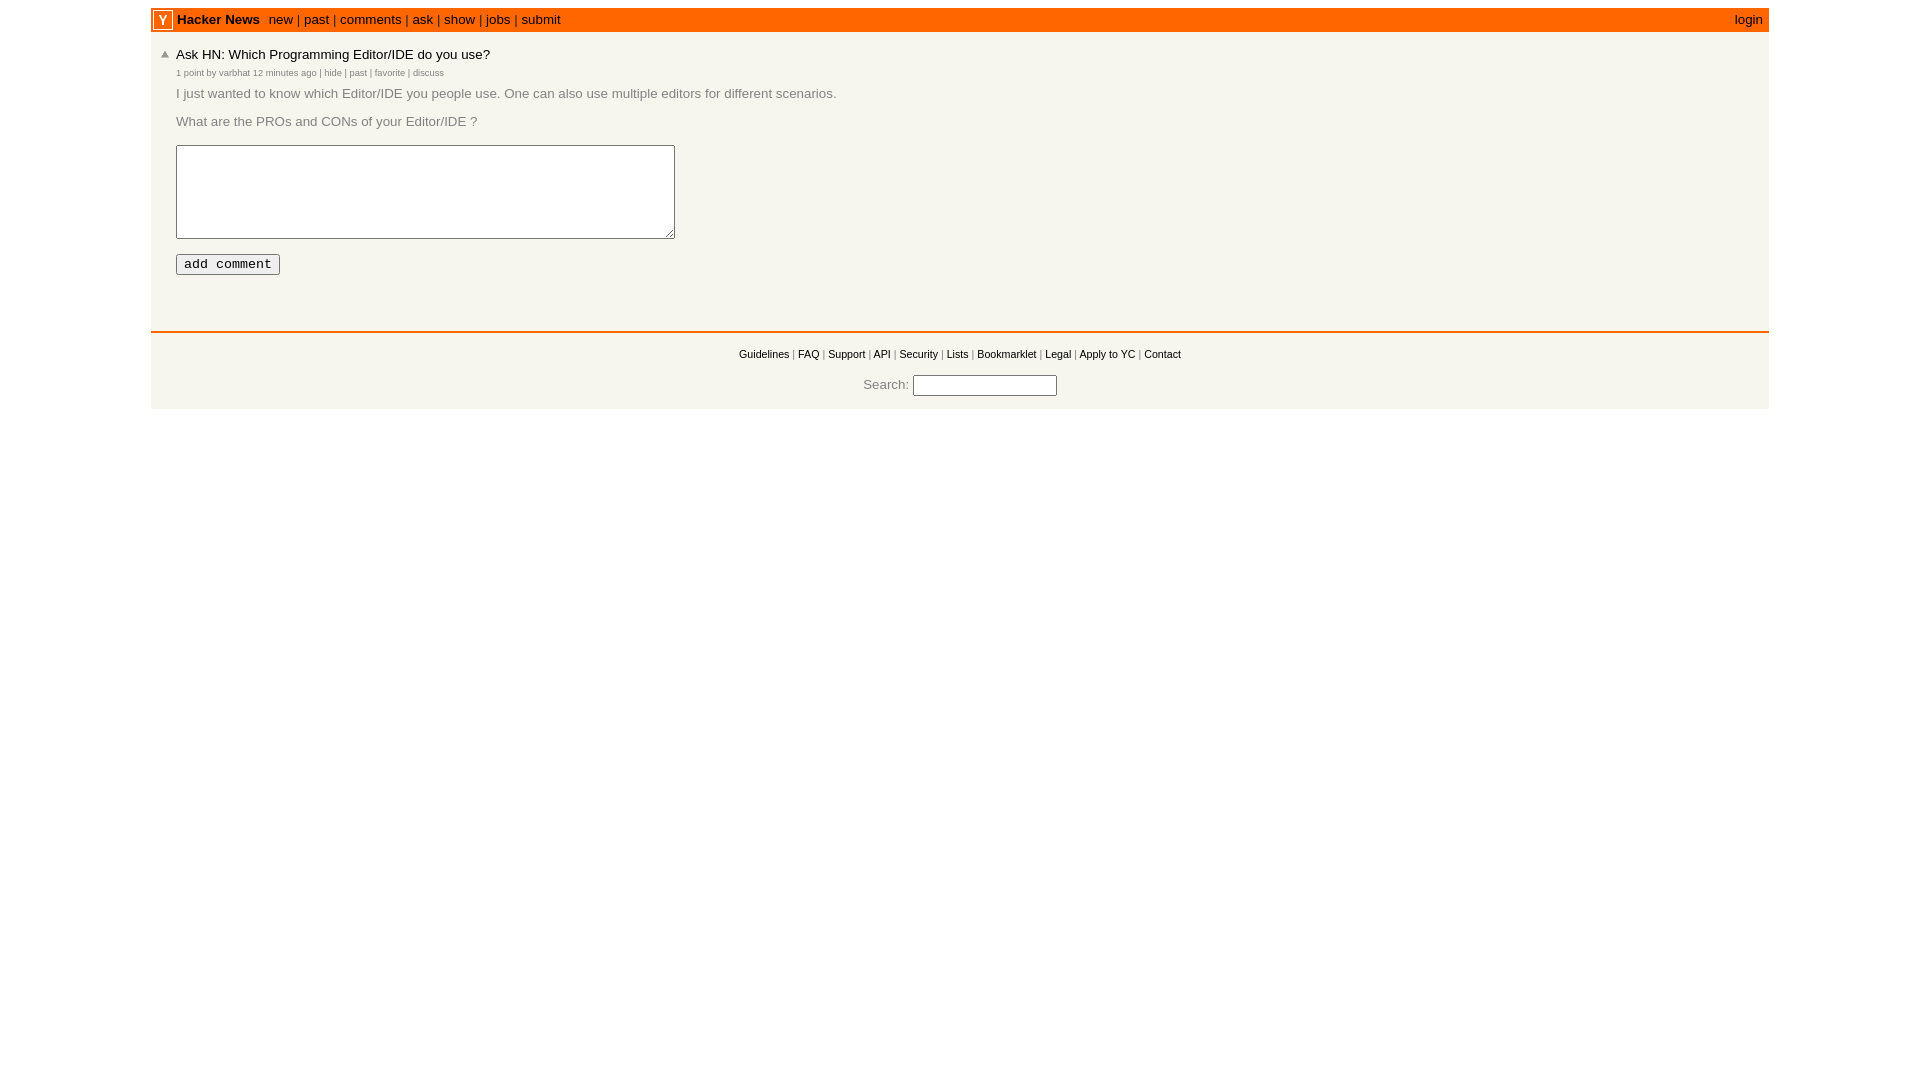 Y Hacker News new | past | comments | ask | show | jobs | submit login
Ask HN: Which Programming Editor/IDE do you use?
1 point by varbhat 12 minutes ago | hide | past | favorite | discuss
I just wanted to know which Editor/IDE you people use. One can also use multiple editors for different scenarios.
What are the PROs and CONs of your Editor/IDE ?
add comment
Guidelines | FAQ | Support | API | Security | Lists | Bookmarklet | Legal | Apply to YC | Contact
Search: